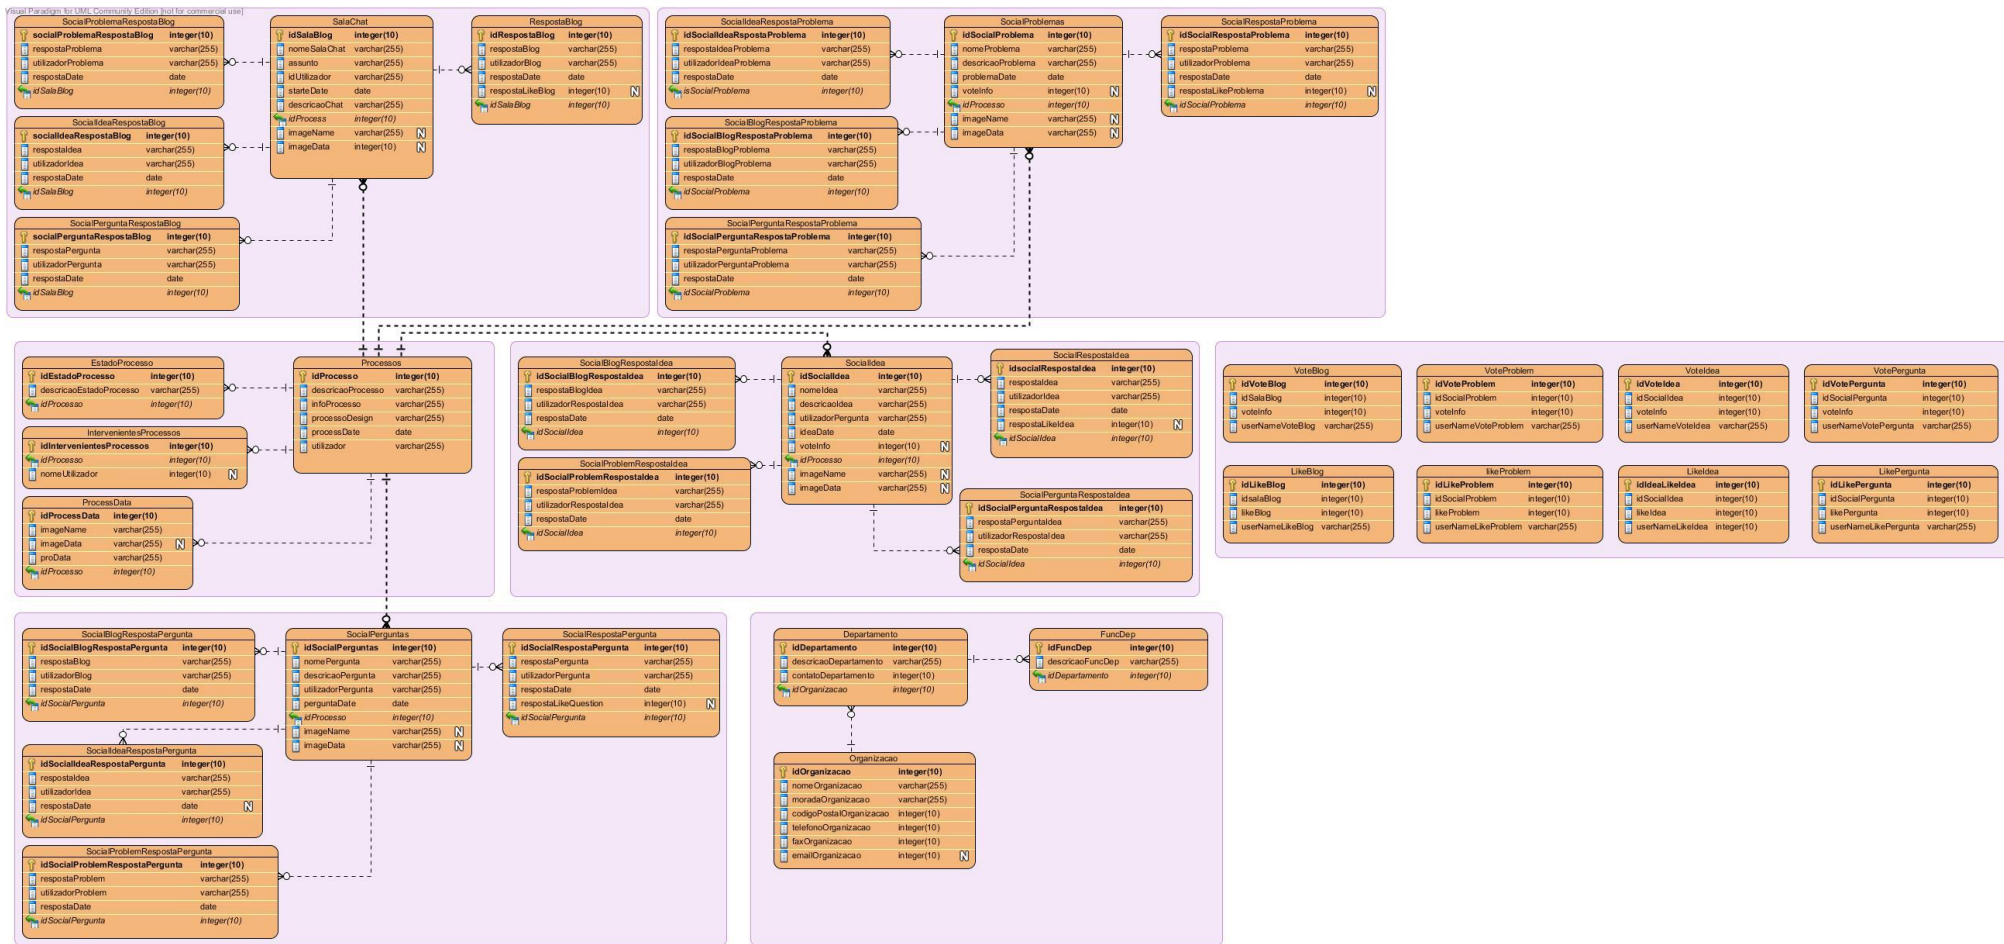 Visual Paradigm for UML Community Edition [not for commercial use]
SocialProblemaRespostaBlog
socialProblemaRespostaBlog integer(10)
respostaProblema varchar(255)
utilizadorProblema varchar(255)
respostaDate date
idSalaBlog integer(10)
SalaChat
idSalaBlog integer(10)
nomeSalaChat varchar(255)
assunto varchar(255)
idUtilizador varchar(255)
starteDate date
descricaoChat varchar(255)
idProcess integer(10)
imageName varchar(255) N
imageData integer(10) N
RespostaBlog
idRespostaBlog integer(10)
respostaBlog varchar(255)
utilizadorBlog varchar(255)
respostaDate date
respostaLikeBlog integer(10) N
idSalaBlog integer(10)
SocialIdeaRespostaBlog
socialIdeaRespostaBlog integer(10)
respostaIdea varchar(255)
utilizadorIdea varchar(255)
respostaDate date
idSalaBlog integer(10)
SocialPerguntaRespostaBlog
socialPerguntaRespostaBlog integer(10)
respostaPergunta varchar(255)
utilizadorPergunta varchar(255)
respostaDate date
idSalaBlog integer(10)
SocialIdeaRespostaProblema
idSocialIdeaRespostaProblema integer(10)
respostaIdeaProblema varchar(255)
utilizadorIdeaProblema varchar(255)
respostaDate date
isSocialProblema integer(10)
SocialProblemas
idSocialProblema integer(10)
nomeProblema varchar(255)
descricaoProblema varchar(255)
problemaDate date
voteInfo integer(10) N
idProcesso integer(10)
imageName varchar(255) N
imageData varchar(255) N
SocialRespostaProblema
idSocialRespostaProblema integer(10)
respostaProblema varchar(255)
utilizadorProblema varchar(255)
respostaDate date
respostaLikeProblema integer(10) N
idSocialProblema integer(10)
SocialBlogRespostaProblema
idSocialBlogRespostaProblema integer(10)
respostaBlogProblema varchar(255)
utilizadorBlogProblema varchar(255)
respostaDate date
idSocialProblema integer(10)
SocialPerguntaRespostaProblema
idSocialPerguntaRespostaProblema integer(10)
respostaPerguntaProblema varchar(255)
utilizadorPerguntaProblema varchar(255)
respostaDate date
idSocialProblema integer(10)
EstadoProcesso
idEstadoProcesso integer(10)
descricaoEstadoProcesso varchar(255)
idProcesso integer(10)
Processos
idProcesso integer(10)
descricaoProcesso varchar(255)
infoProcesso varchar(255)
processoDesign varchar(255)
processoDate date
utilizador varchar(255)
IntervenientesProcessos
idIntervenientesProcessos integer(10)
idProcesso integer(10)
nomeUtilizador integer(10) N
ProcessData
idProcessData integer(10)
imageName varchar(255)
imageData varchar(255) N
proData varchar(255)
idProcesso integer(10)
SocialBlogRespostaIdea
idSocialBlogRespostaIdea integer(10)
respostaBlogIdea varchar(255)
utilizadorRespostaIdea varchar(255)
respostaDate date
idSocialIdea integer(10)
SocialIdea
idSocialIdea integer(10)
nomeIdea varchar(255)
descricaoIdea varchar(255)
utilizadorPergunta varchar(255)
ideaDate date
voteInfo integer(10) N
idProcesso integer(10)
imageName varchar(255) N
imageData varchar(255) N
SocialRespostaIdea
idsocialRespostaIdea integer(10)
respostaIdea varchar(255)
utilizadorIdea varchar(255)
respostaDate date
respostaLikeIdea integer(10) N
idSocialIdea integer(10)
SocialProblemRespostaIdea
idSocialProblemRespostaIdea integer(10)
respostaProblemIdea varchar(255)
utilizadorRespostaIdea varchar(255)
respostaDate date
idSocialIdea integer(10)
SocialPerguntaRespostaIdea
idSocialPerguntaRespostaIdea integer(10)
respostaPerguntaIdea varchar(255)
utilizadorRespostaIdea varchar(255)
respostaDate date
idSocialIdea integer(10)
VoteBlog
idVoteBlog integer(10)
idSalaBlog integer(10)
voteInfo integer(10)
userNameVoteBlog varchar(255)
VoteProblem
idVoteProblem integer(10)
idSocialProblem integer(10)
voteInfo integer(10)
userNameVoteProblem varchar(255)
VoteIdea
idVoteIdea integer(10)
idSocialIdea integer(10)
voteInfo integer(10)
userNameVoteIdea varchar(255)
VotePergunta
idVotePergunta integer(10)
idSocialPergunta integer(10)
voteInfo integer(10)
userNameVotePergunta varchar(255)
LikeBlog
idLikeBlog integer(10)
idsalaBlog integer(10)
likeBlog integer(10)
userNameLikeBlog varchar(255)
likeProblem
idLikeProblem integer(10)
idSocialProblem integer(10)
likeProblem integer(10)
userNameLikeProblem varchar(255)
LikeIdea
idIdeaLikeIdea integer(10)
idSocialIdea integer(10)
likeIdea integer(10)
userNameLikeIdea integer(10)
LikePergunta
idLikePergunta integer(10)
idSocialPergunta integer(10)
likePergunta integer(10)
userNameLikePergunta varchar(255)
SocialBlogRespostaPergunta
idSocialBlogRespostaPergunta integer(10)
respostaBlog varchar(255)
utilizadorBlog varchar(255)
respostaDate date
idSocialPergunta integer(10)
SocialPerguntas
idSocialPerguntas integer(10)
nomePergunta varchar(255)
descricaoPergunta varchar(255)
utilizadorPergunta varchar(255)
perguntaDate date
idProcesso integer(10)
imageName varchar(255) N
imageData varchar(255) N
SocialRespostaPergunta
idSocialRespostaPergunta integer(10)
respostaPergunta varchar(255)
utilizadorPergunta varchar(255)
respostaDate date
respostaLikeQuestion integer(10) N
idSocialPergunta integer(10)
SocialIdeaRespostaPergunta
idSocialIdeaRespostaPergunta integer(10)
respostaIdea varchar(255)
utilizadorIdea varchar(255)
respostaDate date N
idSocialPergunta integer(10)
SocialProblemRespostaPergunta
idSocialProblemRespostaPergunta integer(10)
respostaProblem varchar(255)
utilizadorProblem varchar(255)
respostaDate date
idSocialPergunta integer(10)
Departamento
idDepartamento integer(10)
descricaoDepartamento varchar(255)
contatoDepartamento integer(10)
idOrganizacao integer(10)
FuncDep
idFuncDep integer(10)
descricaoFuncDep varchar(255)
idDepartamento integer(10)
Organizacao
idOrganizacao integer(10)
nomeOrganizacao varchar(255)
moradaOrganizacao varchar(255)
codigoPostalOrganizacao integer(10)
telefonoOrganizacao integer(10)
faxOrganizacao integer(10)
emailOrganizacao integer(10) N